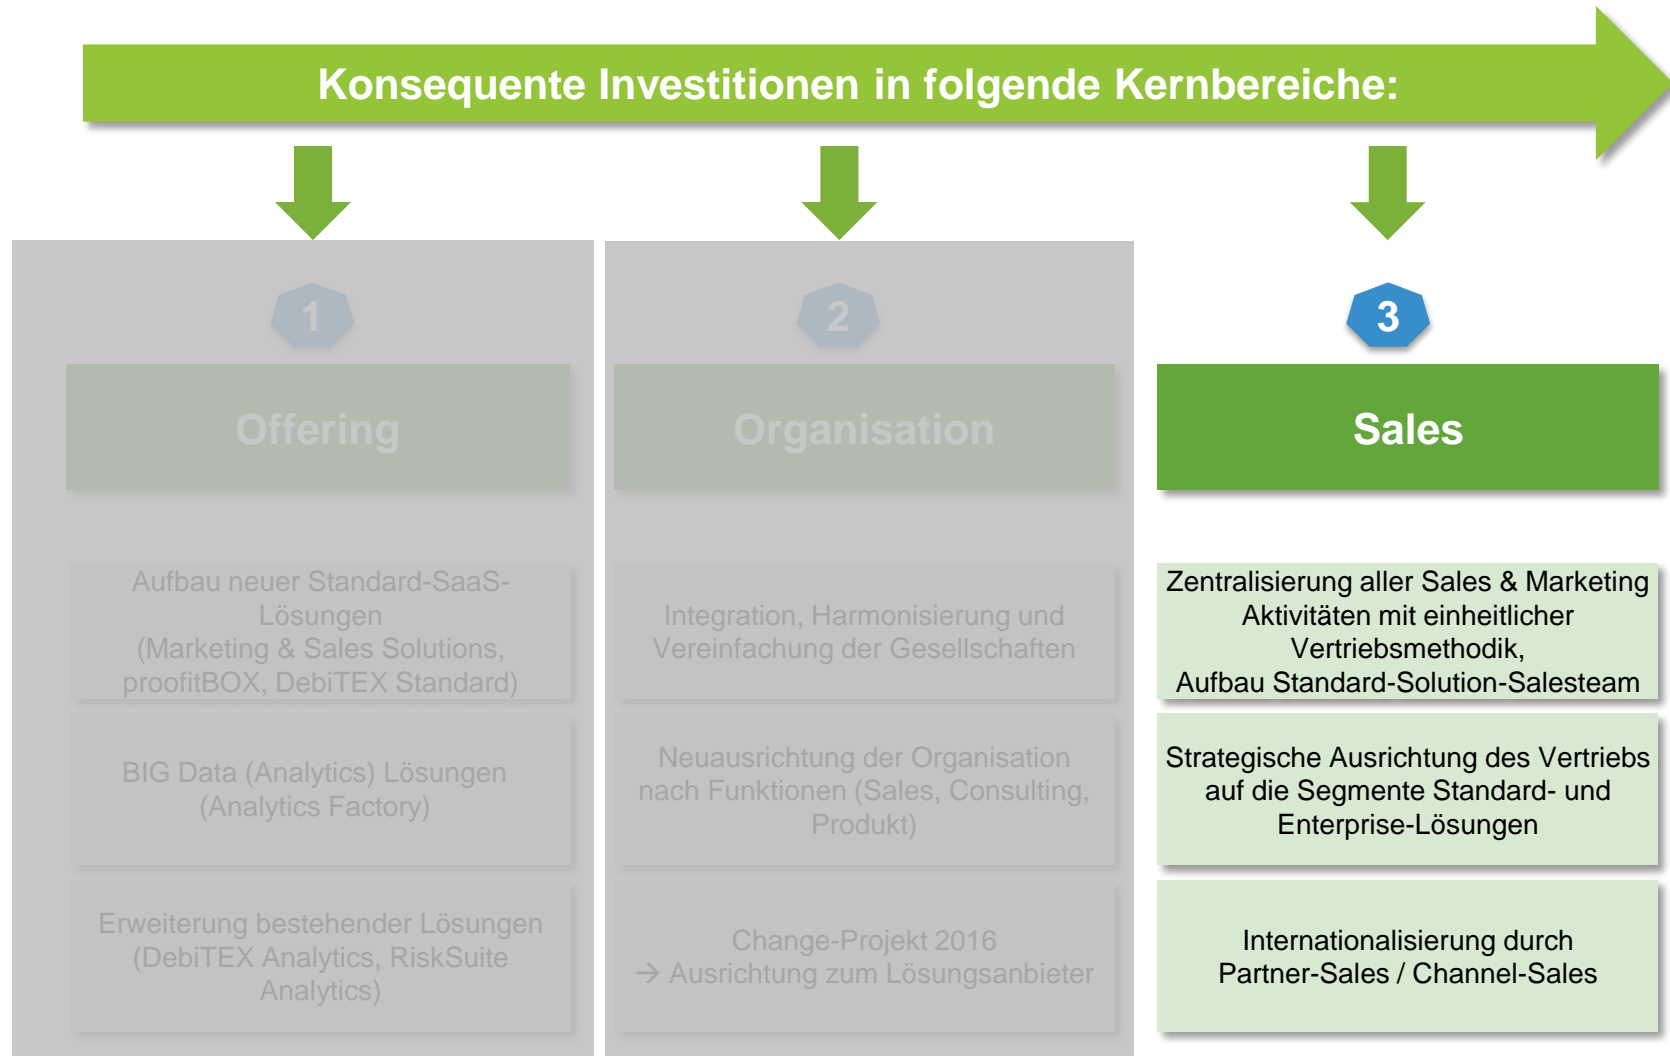 Konsequente Investitionen in folgende Kernbereiche:
1
Offering
Aufbau neuer Standard-SaaS-
Lösungen
(Marketing & Sales Solutions,
proofitBOX, DebiTEX Standard)
BIG Data (Analytics) Lösungen
(Analytics Factory)
Erweiterung bestehender Lösungen
(DebiTEX Analytics, RiskSuite
Analytics)
2
Organisation
Integration, Harmonisierung und
Vereinfachung der Gesellschaften
Neuausrichtung der Organisation
nach Funktionen (Sales, Consulting,
Produkt)
Change-Projekt 2016
→ Ausrichtung zum Lösungsanbieter
3
Sales
Zentralisierung aller Sales & Marketing
Aktivitäten mit einheitlicher
Vertriebsmethodik,
Aufbau Standard-Solution-Salesteam
Strategische Ausrichtung des Vertriebs
auf die Segmente Standard- und
Enterprise-Lösungen
Internationalisierung durch
Partner-Sales / Channel-Sales